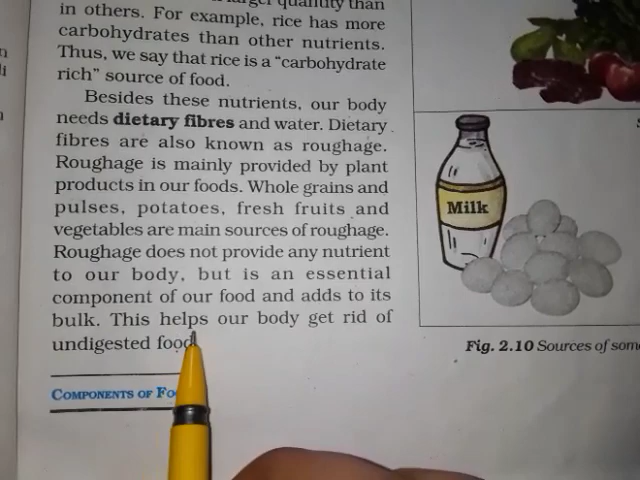 larger quantity than
in others. For example, rice has more
carbohydrates than other nutrients.
Thus, we say that rice is a “carbohydrate
rich” source of food.
Besides these nutrients, our body
needs dietary fibres and water. Dietary
fibres are also known as roughage.
Roughage is mainly provided by plant
products in our foods. Whole grains and
pulses, potatoes, fresh fruits and
vegetables are main sources of roughage.
Roughage does not provide any nutrient
to our body, but is an essential
component of our food and adds to its
bulk. This helps our body get rid of
undigested food
COMPONENTS OF
Milk
Fig. 2.10 Sources of